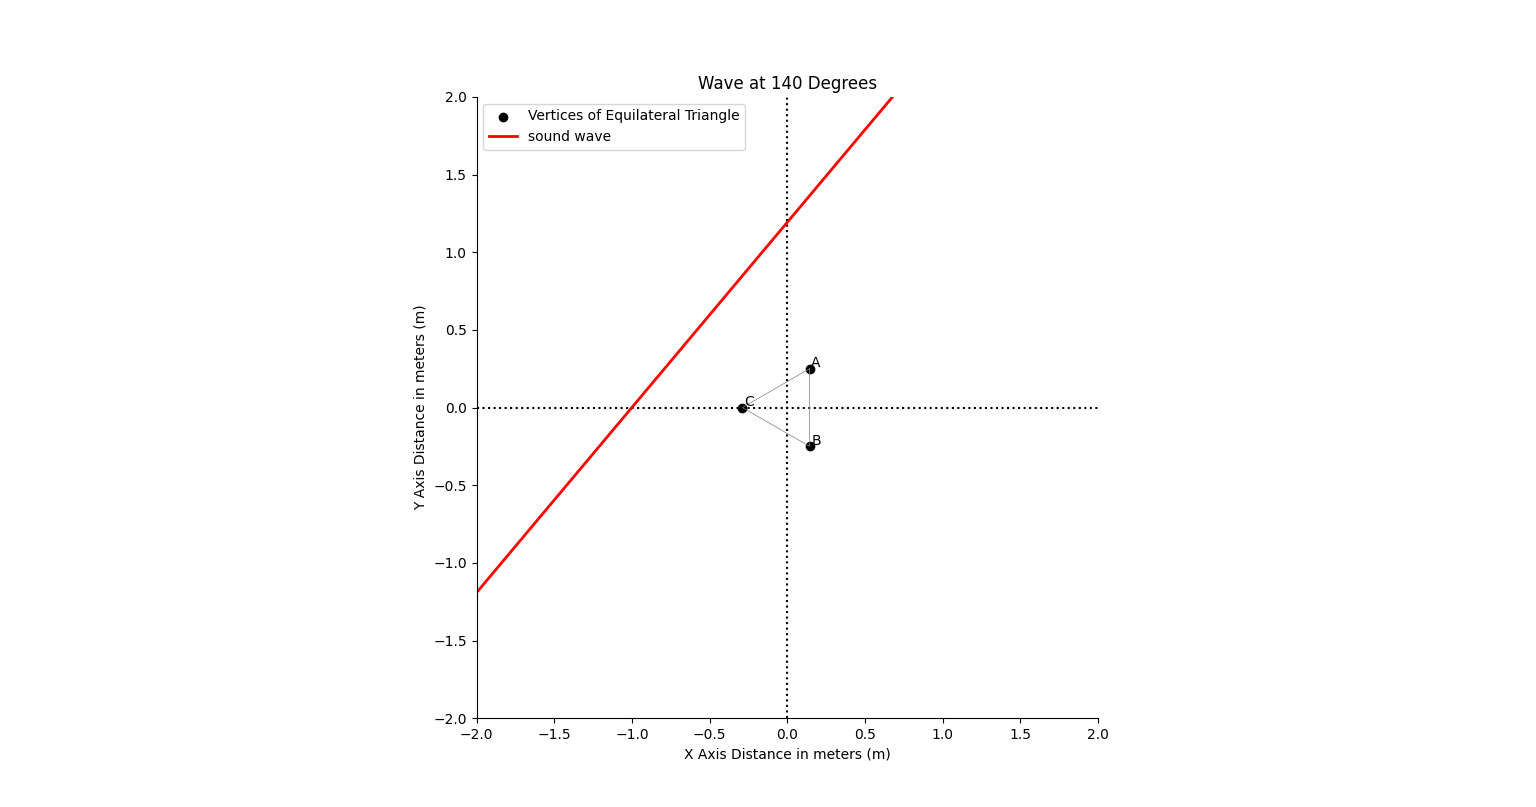 Wave at 140 Degrees
Vertices of Equilateral Triangle
sound wave
2.0
1.5
1.0
0.5
0.0
−0.5
−1.0
−1.5
−2.0
Y Axis Distance in meters (m)
A
C
B
−2.0 −1.5 −1.0 −0.5 0.0 0.5 1.0 1.5 2.0
X Axis Distance in meters (m)